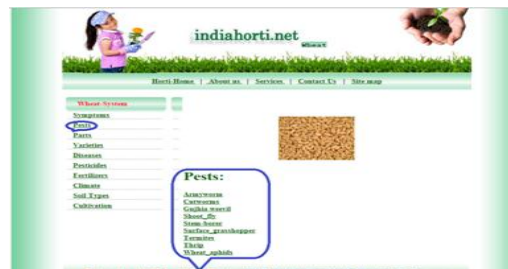 indiahorti.net
Wheat
Horti-Home | About us | Services | Contact Us | Site map
Wheat-System
Symptoms
Pests
Parts
Varieties
Diseases
Pesticides
Fertilizers
Climate
Soil Types
Cultivation
Pests:
Armyworm
Cutworms
Gujhia weevil
Shoot_fly
Stem-borer
Surface_grasshopper
Termites
Thrip
Wheat_aphids